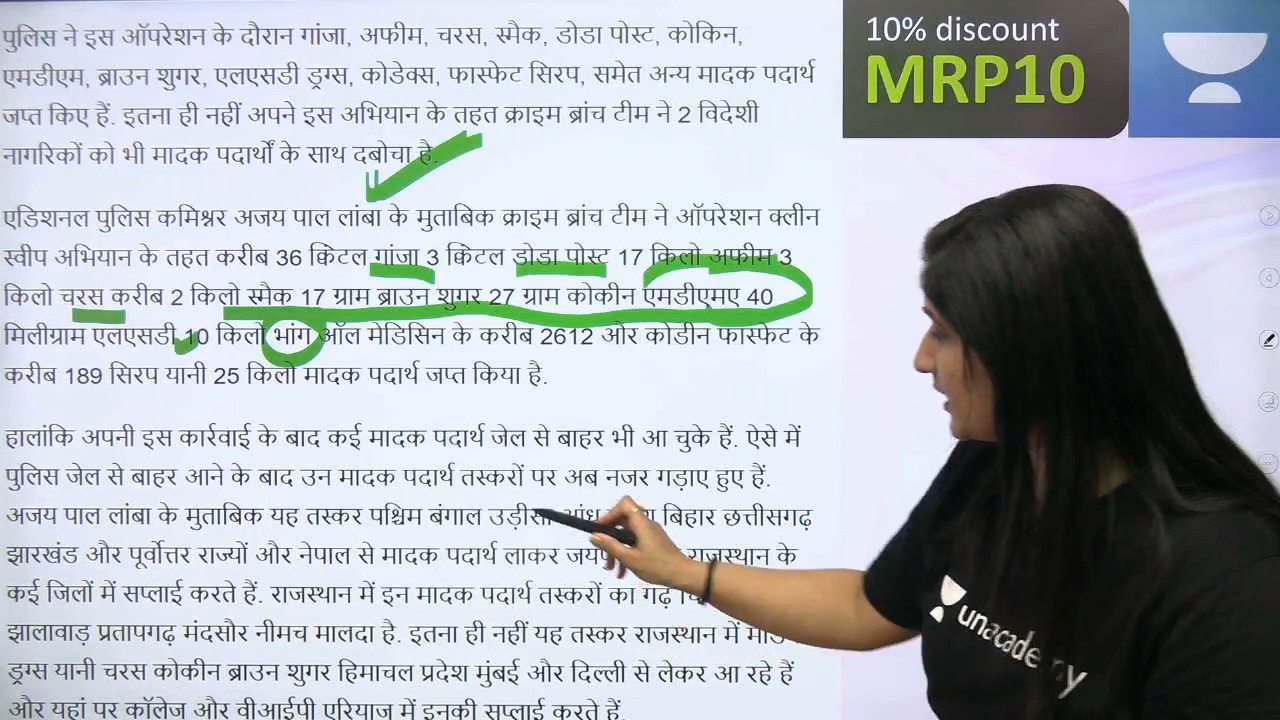 पुलिस ने इस ऑपरेशन के दौरान गांजा, अफीम, चरस, स्मैक, डोडा पोस्ट, कोकिन,
एमडीएम, ब्राउन शुगर, एलएसडी ड्रग्स, कोडेक्स, फास्फेट सिरप, समेत अन्य मादक पदार्थ
जप्त किए हैं. इतना ही नहीं अपने इस अभियान के तहत क्राइम ब्रांच टीम ने 2 विदेशी
नागरिकों को भी मादक पदार्थों के साथ दबोचा है.
एडिशनल पुलिस कमिश्नर अजय पाल लांबा के मुताबिक क्राइम ब्रांच टीम ने ऑपरेशन क्लीन
स्वीप अभियान के तहत करीब 36 क्विंटल गांजा 3 क्विंटल डोडा पोस्ट 17 किलो अफीम 3
किलो चरस करीब 2 किलो स्मैक 17 ग्राम ब्राउन शुगर 27 ग्राम कोकीन एमडीएमए 40
मिलीग्राम एलएसडी 10 किलो भांग ऑल मेडिसिन के करीब 2612 और कोडीन फास्फेट के
करीब 189 सिरप यानी 25 किलो मादक पदार्थ जप्त किया है.
हालांकि अपनी इस कार्रवाई के बाद कई मादक पदार्थ जेल से बाहर भी आ चुके हैं. ऐसे में
पुलिस जेल से बाहर आने के बाद उन मादक पदार्थ तस्करों पर अब नजर गड़ाए हुए हैं.
अजय पाल लांबा के मुताबिक यह तस्कर पश्चिम बंगाल उड़ीसा बिहार छत्तीसगढ़
झारखंड और पूर्वोत्तर राज्यों और नेपाल से मादक पदार्थ लाकर राजस्थान के
कई जिलों में सप्लाई करते हैं. राजस्थान में इन मादक पदार्थ तस्करों का गढ़
झालावाड़ प्रतापगढ़ मंदसौर नीमच मालदा है. इतना ही नहीं यह तस्कर राजस्थान में
ड्रग्स यानी चरस कोकीन ब्राउन शुगर हिमाचल प्रदेश मुंबई और दिल्ली से लेकर आ रहे हैं
और यहां पर कॉलेज और वीआईपी एरियाज में इनकी सप्लाई करते हैं.
10% discount
MRP10
unacademy